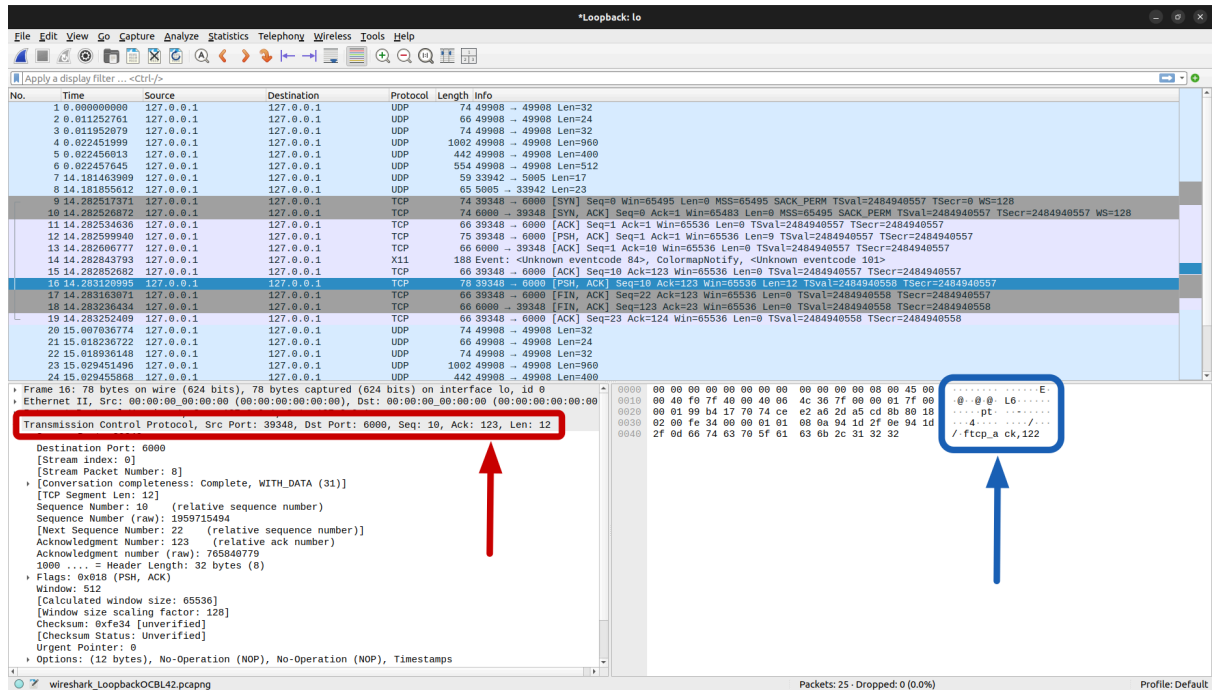 *Loopback: lo
File Edit View Go Capture Analyze Statistics Telephony Wireless Tools Help
Apply a display filter … <Ctrl-/>
No. Time Source Destination Protocol Length Info
1 0.000000000 127.0.0.1 127.0.0.1 UDP 74 49908 → 49908 Len=32
2 0.011252761 127.0.0.1 127.0.0.1 UDP 66 49908 → 49908 Len=24
3 0.011952079 127.0.0.1 127.0.0.1 UDP 74 49908 → 49908 Len=32
4 0.022451999 127.0.0.1 127.0.0.1 UDP 1002 49908 → 49908 Len=960
5 0.022456013 127.0.0.1 127.0.0.1 UDP 442 49908 → 49908 Len=400
6 0.022457645 127.0.0.1 127.0.0.1 UDP 554 49908 → 49908 Len=512
7 14.181463909 127.0.0.1 127.0.0.1 UDP 59 33942 → 5005 Len=17
8 14.181855612 127.0.0.1 127.0.0.1 UDP 65 5005 → 33942 Len=23
9 14.282517371 127.0.0.1 127.0.0.1 TCP 74 39348 → 6000 [SYN] Seq=0 Win=65495 Len=0 MSS=65495 SACK_PERM TSval=2484940557 TSecr=0 WS=128
10 14.282526872 127.0.0.1 127.0.0.1 TCP 74 6000 → 39348 [SYN, ACK] Seq=0 Ack=1 Win=65483 Len=0 MSS=65495 SACK_PERM TSval=2484940557 TSecr=2484940557 WS=128
11 14.282534636 127.0.0.1 127.0.0.1 TCP 66 39348 → 6000 [ACK] Seq=1 Ack=1 Win=65536 Len=0 TSval=2484940557 TSecr=2484940557
12 14.282599940 127.0.0.1 127.0.0.1 TCP 75 39348 → 6000 [PSH, ACK] Seq=1 Ack=1 Win=65536 Len=9 TSval=2484940557 TSecr=2484940557
13 14.282606777 127.0.0.1 127.0.0.1 TCP 66 6000 → 39348 [ACK] Seq=1 Ack=10 Win=65536 Len=0 TSval=2484940557 TSecr=2484940557
14 14.282843793 127.0.0.1 127.0.0.1 X11 188 Event: <Unknown eventcode 84>, ColormapNotify, <Unknown eventcode 101>
15 14.282852682 127.0.0.1 127.0.0.1 TCP 66 39348 → 6000 [ACK] Seq=10 Ack=123 Win=65536 Len=0 TSval=2484940557 TSecr=2484940557
16 14.283120995 127.0.0.1 127.0.0.1 TCP 78 39348 → 6000 [PSH, ACK] Seq=10 Ack=123 Win=65536 Len=12 TSval=2484940558 TSecr=2484940557
17 14.283163071 127.0.0.1 127.0.0.1 TCP 66 39348 → 6000 [FIN, ACK] Seq=22 Ack=123 Win=65536 Len=0 TSval=2484940558 TSecr=2484940557
18 14.283236434 127.0.0.1 127.0.0.1 TCP 66 6000 → 39348 [FIN, ACK] Seq=123 Ack=23 Win=65536 Len=0 TSval=2484940558 TSecr=2484940558
19 14.283252409 127.0.0.1 127.0.0.1 TCP 66 39348 → 6000 [ACK] Seq=23 Ack=124 Win=65536 Len=0 TSval=2484940558 TSecr=2484940558
20 15.007036774 127.0.0.1 127.0.0.1 UDP 74 49908 → 49908 Len=32
21 15.018236722 127.0.0.1 127.0.0.1 UDP 66 49908 → 49908 Len=24
22 15.018936148 127.0.0.1 127.0.0.1 UDP 74 49908 → 49908 Len=32
23 15.029451496 127.0.0.1 127.0.0.1 UDP 1002 49908 → 49908 Len=960
24 15.029455868 127.0.0.1 127.0.0.1 UDP 442 49908 → 49908 Len=400
Frame 16: 78 bytes on wire (624 bits), 78 bytes captured (624 bits) on interface lo, id 0
Ethernet II, Src: 00:00:00_00:00:00 (00:00:00:00:00:00), Dst: 00:00:00_00:00:00 (00:00:00:00:00:00
Transmission Control Protocol, Src Port: 39348, Dst Port: 6000, Seq: 10, Ack: 123, Len: 12
Destination Port: 6000
[Stream index: 0]
[Stream Packet Number: 8]
[Conversation completeness: Complete, WITH_DATA (31)]
[TCP Segment Len: 12]
Sequence Number: 10 (relative sequence number)
Sequence Number (raw): 1959715494
[Next Sequence Number: 22 (relative sequence number)]
Acknowledgment Number: 123 (relative ack number)
Acknowledgment number (raw): 765840779
1000 .... = Header Length: 32 bytes (8)
Flags: 0x018 (PSH, ACK)
Window: 512
[Calculated window size: 65536]
[Window size scaling factor: 128]
Checksum: 0xfe34 [unverified]
[Checksum Status: Unverified]
Urgent Pointer: 0
Options: (12 bytes), No-Operation (NOP), No-Operation (NOP), Timestamps
0000 00 00 00 00 00 00 00 00 00 00 00 00 08 00 45 00 ········ ······E·
0010 00 40 f0 7f 40 00 40 06 4c 36 7f 00 00 01 7f 00 ·@··@·@· L6······
0020 00 01 99 b4 17 70 74 ce e2 a6 2d a5 cd 8b 80 18 ·····pt· ··-·····
0030 02 00 fe 34 00 00 01 01 08 0a 94 1d 2f 0e 94 1d ···4···· ····/···
0040 2f 0d 66 74 63 70 5f 61 63 6b 2c 31 32 32 /·ftcp_a ck,122
wireshark_LoopbackOCBL42.pcapng Packets: 25 · Dropped: 0 (0.0%) Profile: Default